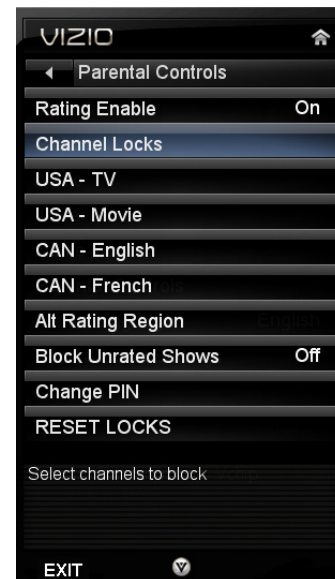 VIZIO
Parental Controls
Rating Enable On
Channel Locks
USA - TV
USA - Movie
CAN - English
CAN - French
Alt Rating Region English
Block Unrated Shows Off
Change PIN
RESET LOCKS
Select channels to block
EXIT V